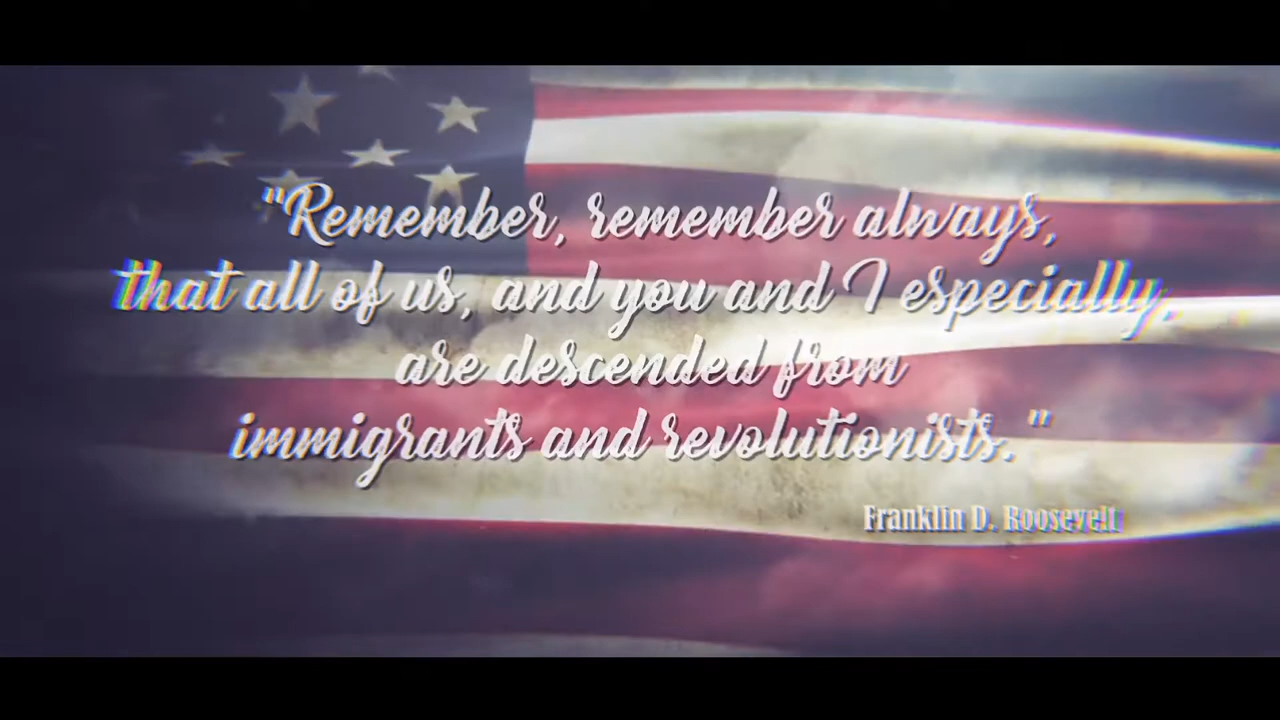 "Remember, remember always,
that all of us, and you and I especially,
are descended from
immigrants and revolutionists."
Franklin D. Roosevelt